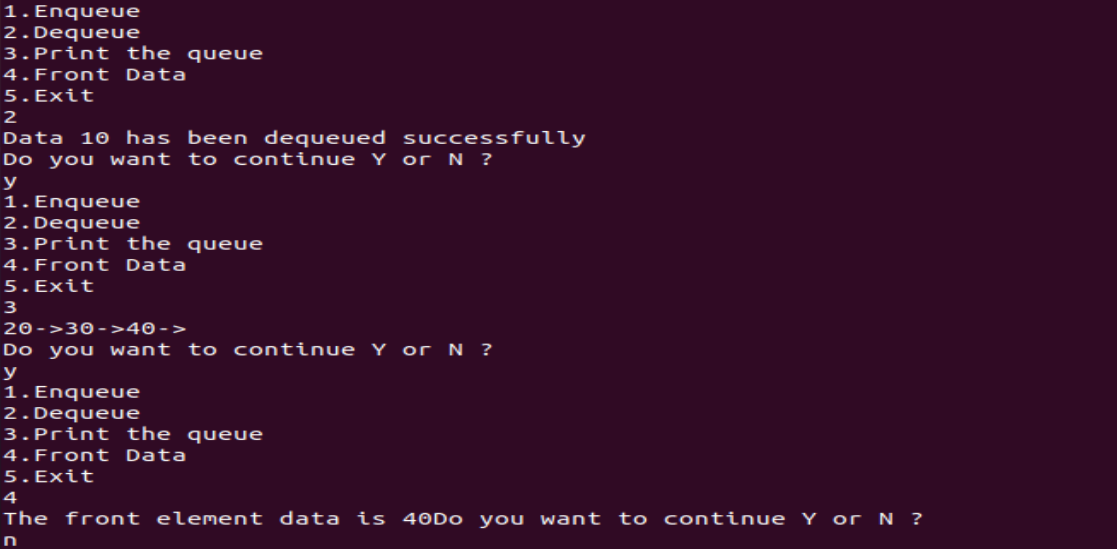 1.Enqueue
2.Dequeue
3.Print the queue
4.Front Data
5.Exit
2
Data 10 has been dequeued successfully
Do you want to continue Y or N ?
y
1.Enqueue
2.Dequeue
3.Print the queue
4.Front Data
5.Exit
3
20->30->40->
Do you want to continue Y or N ?
y
1.Enqueue
2.Dequeue
3.Print the queue
4.Front Data
5.Exit
4
The front element data is 40Do you want to continue Y or N ?
n